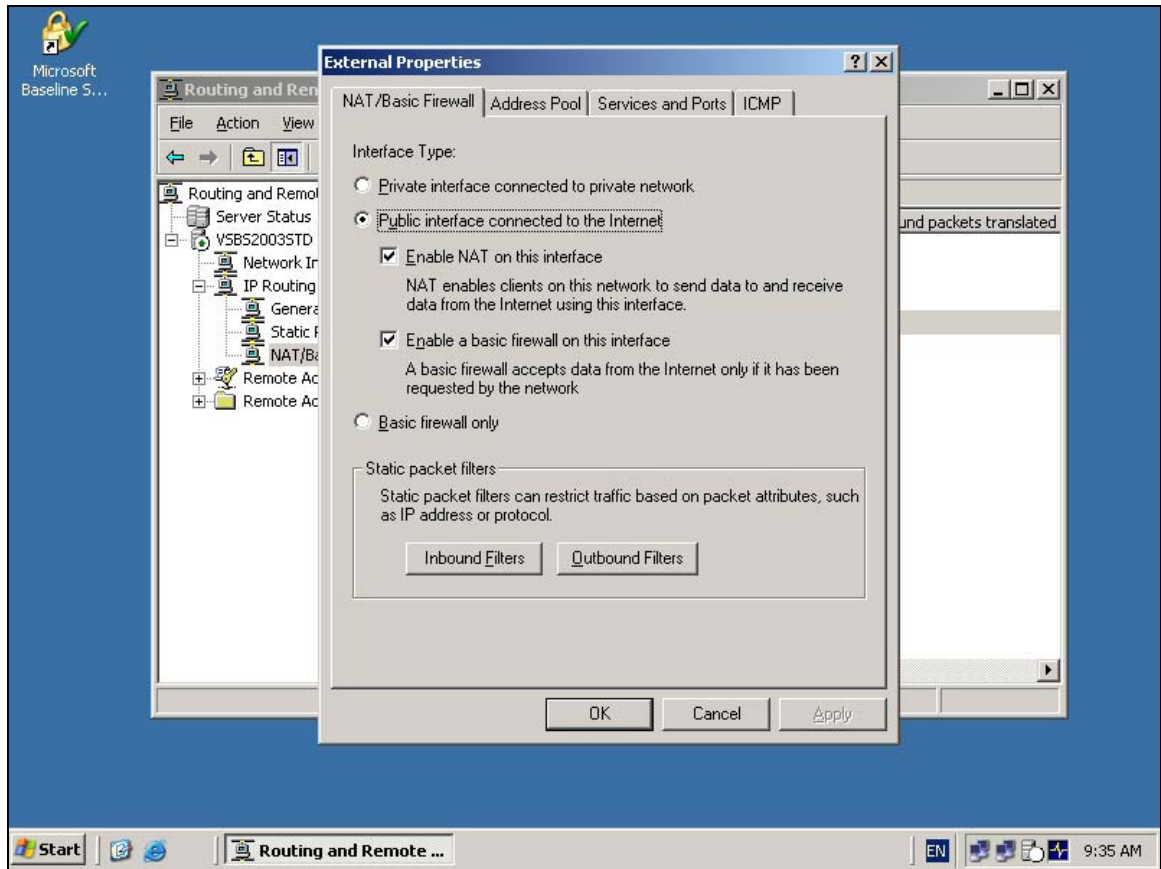 Microsoft
Baseline S...
Routing and Ren
File Action View
Routing and Remot
Server Status
VSBS2003STD
Network In
IP Routing
Genera
Static R
NAT/Ba
Remote Ac
Remote Ac
und packets translated
External Properties
NAT/Basic Firewall Address Pool Services and Ports ICMP
Interface Type:
Private interface connected to private network
Public interface connected to the Internet
Enable NAT on this interface
NAT enables clients on this network to send data to and receive
data from the Internet using this interface.
Enable a basic firewall on this interface
A basic firewall accepts data from the Internet only if it has been
requested by the network
Basic firewall only
Static packet filters
Static packet filters can restrict traffic based on packet attributes, such
as IP address or protocol.
Inbound Filters Outbound Filters
OK Cancel Apply
Start Routing and Remote ... EN 9:35 AM